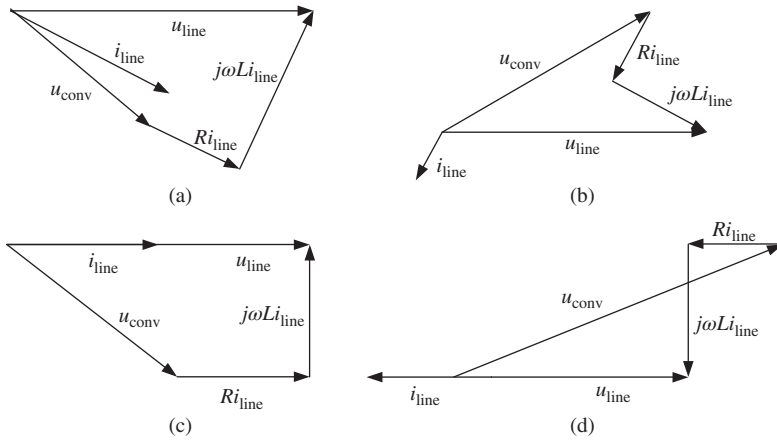 u_line
i_line
jωLi_line
u_conv
Ri_line
(a)
u_conv
Ri_line
jωLi_line
u_line
i_line
(b)
i_line
u_line
u_conv
jωLi_line
Ri_line
(c)
Ri_line
u_conv
jωLi_line
i_line
u_line
(d)